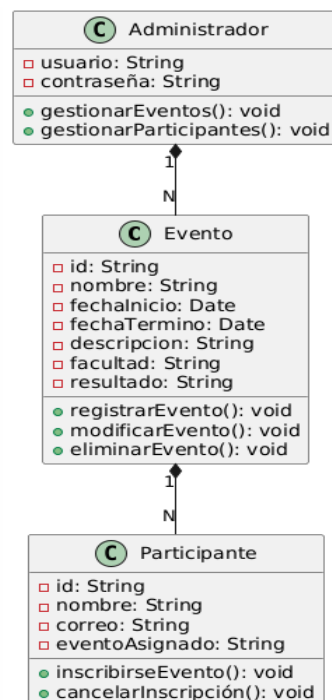 C Administrador
usuario: String
contraseña: String
gestionarEventos(): void
gestionarParticipantes(): void
1
N
C Evento
id: String
nombre: String
fechaInicio: Date
fechaTermino: Date
descripcion: String
facultad: String
resultado: String
registrarEvento(): void
modificarEvento(): void
eliminarEvento(): void
1
N
C Participante
id: String
nombre: String
correo: String
eventoAsignado: String
inscribirseEvento(): void
cancelarInscripción(): void